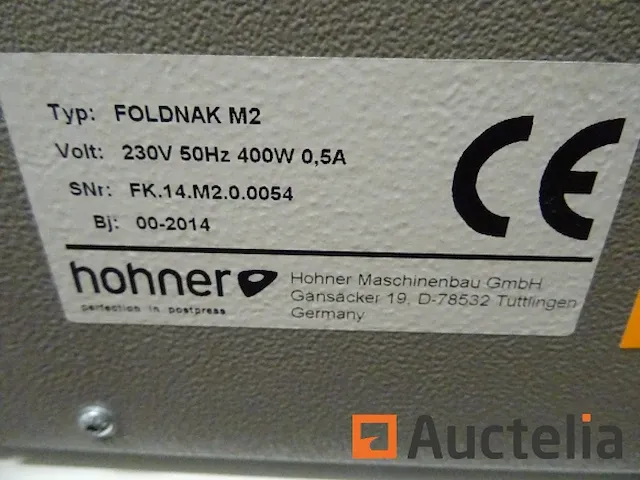 Typ: FOLDNAK M2
Volt: 230V 50Hz 400W 0,5A
SNr: FK.14.M2.0.0054
Bj: 00-2014
CE
hohner
perfection in postpress
Hohner Maschinenbau GmbH
Gänsäcker 19, D-78532 Tuttlingen
Germany
Auctelia